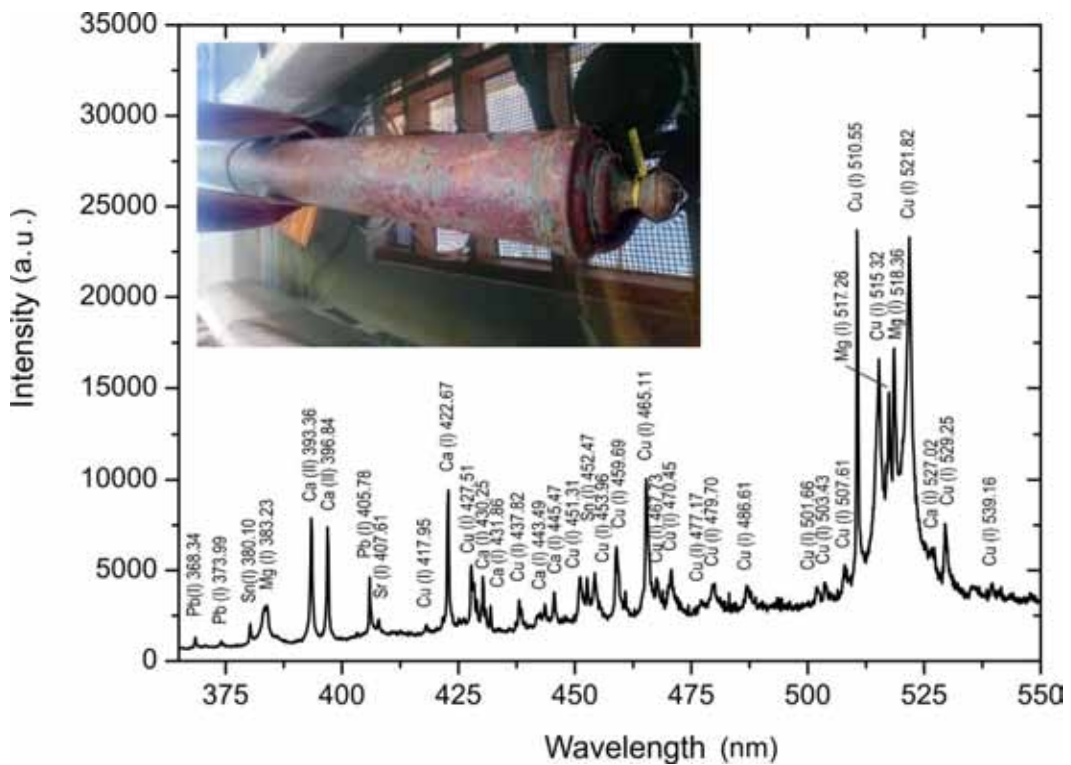 35000
30000
25000
20000
15000
10000
5000
0
Intensity (a.u.)
Pb(I) 368.34
Pb (I) 373.99
Sn(I) 380.10
Mg (I) 383.23
Ca (II) 393.36
Ca (II) 396.84
Pb (I) 405.78
Sr (I) 407.61
Cu (I) 417.95
Ca (I) 422.67
Cu (I) 427.51
Ca (I) 430.25
Ca (I) 431.86
Cu (I) 437.82
Ca (I) 443.49
Ca (I) 445.47
Cu (I) 451.31
Sn (I) 452.47
Cu (I) 453.96
Cu (I) 459.69
Cu (I) 465.11
Cu (I) 467.73
Cu (I) 470.45
Cu (I) 477.17
Cu (I) 479.70
Cu (I) 486.61
Cu (I) 501.66
Cu (I) 503.43
Cu (I) 507.61
Cu (I) 510.55
Mg (I) 517.26
Cu (I) 515.32
Mg (I) 518.36
Cu (I) 521.82
Ca (I) 527.02
Cu (I) 529.25
Cu (I) 539.16
375 400 425 450 475 500 525 550
Wavelength (nm)